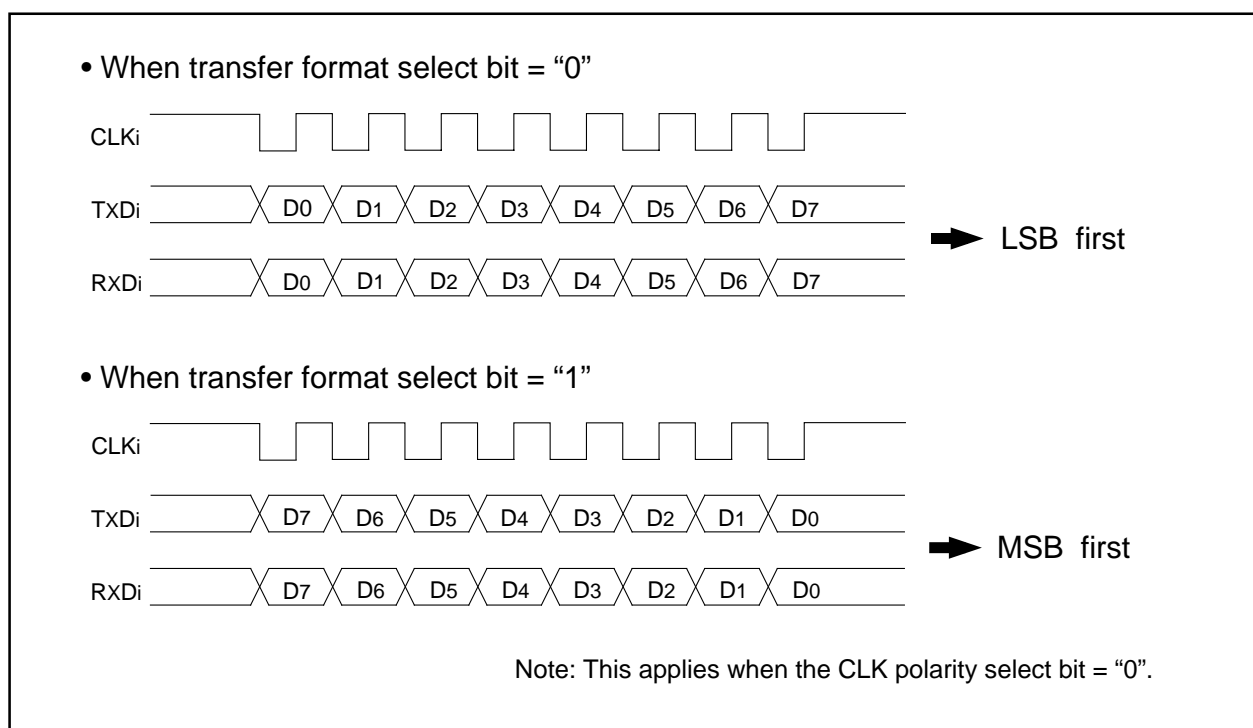 • When transfer format select bit = “0”
CLKi
TXDi D0 D1 D2 D3 D4 D5 D6 D7
LSB first
RXDi D0 D1 D2 D3 D4 D5 D6 D7
• When transfer format select bit = “1”
CLKi
TXDi D7 D6 D5 D4 D3 D2 D1 D0
MSB first
RXDi D7 D6 D5 D4 D3 D2 D1 D0
Note: This applies when the CLK polarity select bit = “0”.